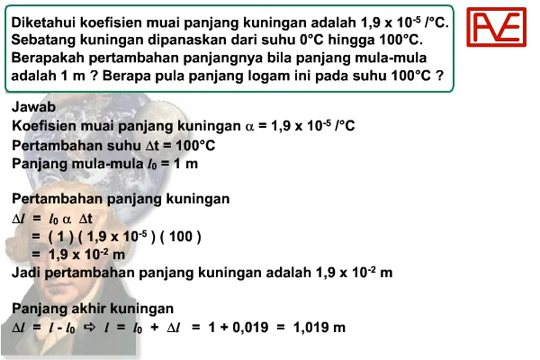 Diketahui koefisien muai panjang kuningan adalah 1,9 x 10⁻⁵ /°C.
Sebatang kuningan dipanaskan dari suhu 0°C hingga 100°C.
Berapakah pertambahan panjangnya bila panjang mula-mula
adalah 1 m ? Berapa pula panjang logam ini pada suhu 100°C ?
AVE
Jawab
Koefisien muai panjang kuningan α = 1,9 x 10⁻⁵ /°C
Pertambahan suhu Δt = 100°C
Panjang mula-mula l₀ = 1 m
Pertambahan panjang kuningan
Δl = l₀ α Δt
= ( 1 ) ( 1,9 x 10⁻⁵ ) ( 100 )
= 1,9 x 10⁻² m
Jadi pertambahan panjang kuningan adalah 1,9 x 10⁻² m
Panjang akhir kuningan
Δl = l - l₀ ⇨ l = l₀ + Δl = 1 + 0,019 = 1,019 m